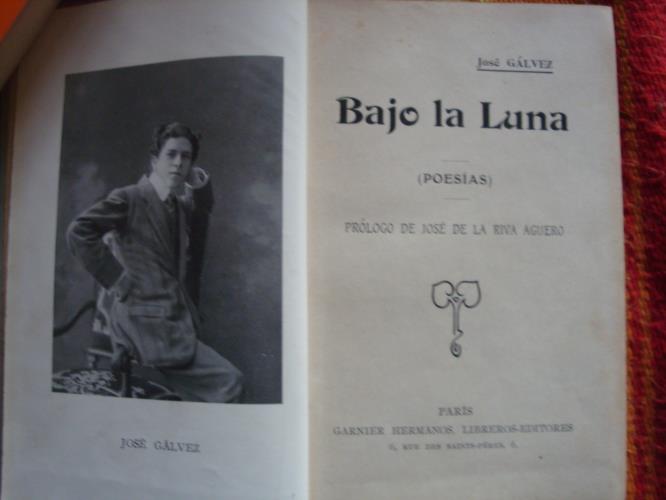 JOSÉ GÁLVEZ
José GÁLVEZ
Bajo la Luna
(POESÍAS)
PRÓLOGO DE JOSÉ DE LA RIVA AGUERO
PARÍS
GARNIER HERMANOS, LIBREROS-EDITORES
6, RUE DES SAINTS-PÈRES, 6.